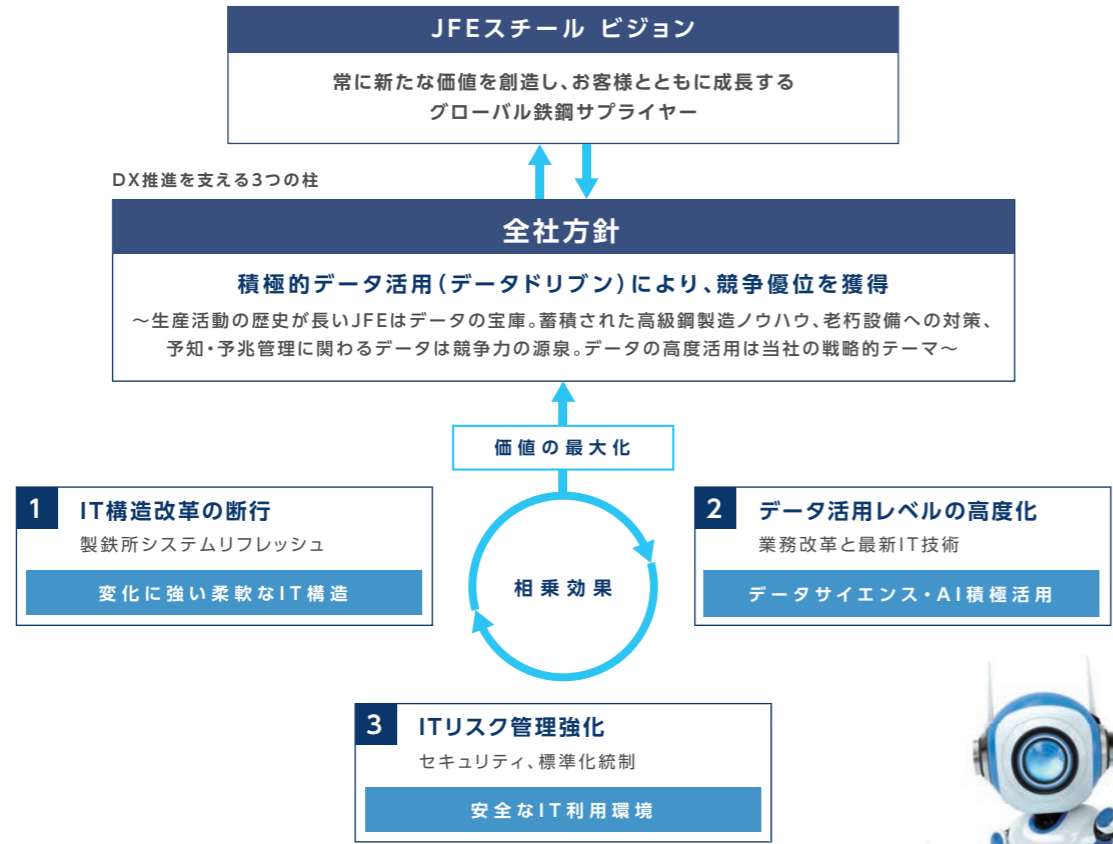 JFEスチール ビジョン
常に新たな価値を創造し、お客様とともに成長する
グローバル鉄鋼サプライヤー
DX推進を支える3つの柱
全社方針
積極的データ活用(データドリブン)により、競争優位を獲得
～生産活動の歴史が長いJFEはデータの宝庫。蓄積された高級鋼製造ノウハウ、老朽設備への対策、
予知・予兆管理に関わるデータは競争力の源泉。データの高度活用は当社の戦略的テーマ～
価値の最大化
1 IT構造改革の断行
製鉄所システムリフレッシュ
変化に強い柔軟なIT構造
相乗効果
2 データ活用レベルの高度化
業務改革と最新IT技術
データサイエンス・AI積極活用
3 ITリスク管理強化
セキュリティ、標準化統制
安全なIT利用環境